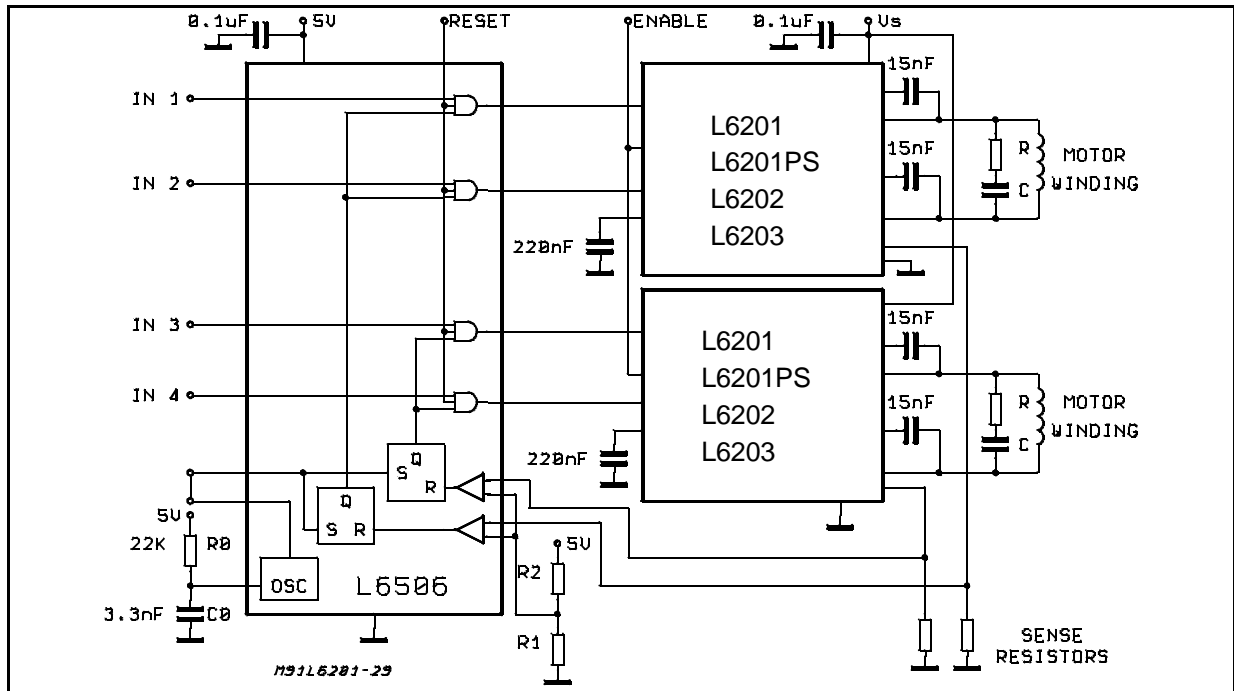 0.1uF
5V
RESET
ENABLE
0.1uF
Vs
15nF
IN 1
L6201
L6201PS
L6202
L6203
R
C
MOTOR
WINDING
15nF
IN 2
220nF
15nF
IN 3
L6201
L6201PS
L6202
L6203
R
C
MOTOR
WINDING
IN 4
15nF
220nF
Q
S
R
Q
S
R
5V
22K
R0
OSC
L6506
3.3nF
C0
5V
R2
R1
SENSE
RESISTORS
M91L6201-29